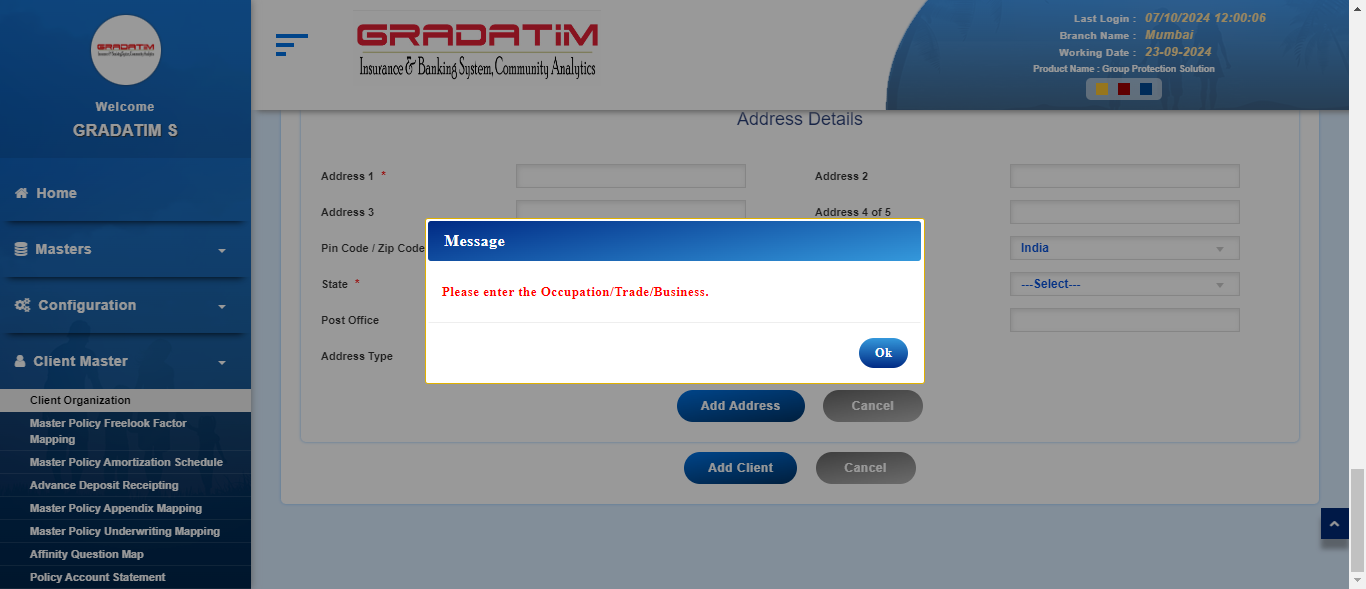 GRADATIM
Insurance & Banking System, Community Analytics
Welcome
GRADATIM S
Home
Masters
Configuration
Client Master
Client Organization
Master Policy Freelook Factor
Mapping
Master Policy Amortization Schedule
Advance Deposit Receipting
Master Policy Appendix Mapping
Master Policy Underwriting Mapping
Affinity Question Map
Policy Account Statement
GRADATIM
Insurance & Banking System, Community Analytics
Last Login : 07/10/2024 12:00:06
Branch Name : Mumbai
Working Date : 23-09-2024
Product Name : Group Protection Solution
Address Details
Address 1 * Address 2
Address 3 Address 4 of 5
Pin Code / Zip Code India
State * ---Select---
Post Office
Address Type
Message
Please enter the Occupation/Trade/Business.
Ok
Add Address Cancel
Add Client Cancel